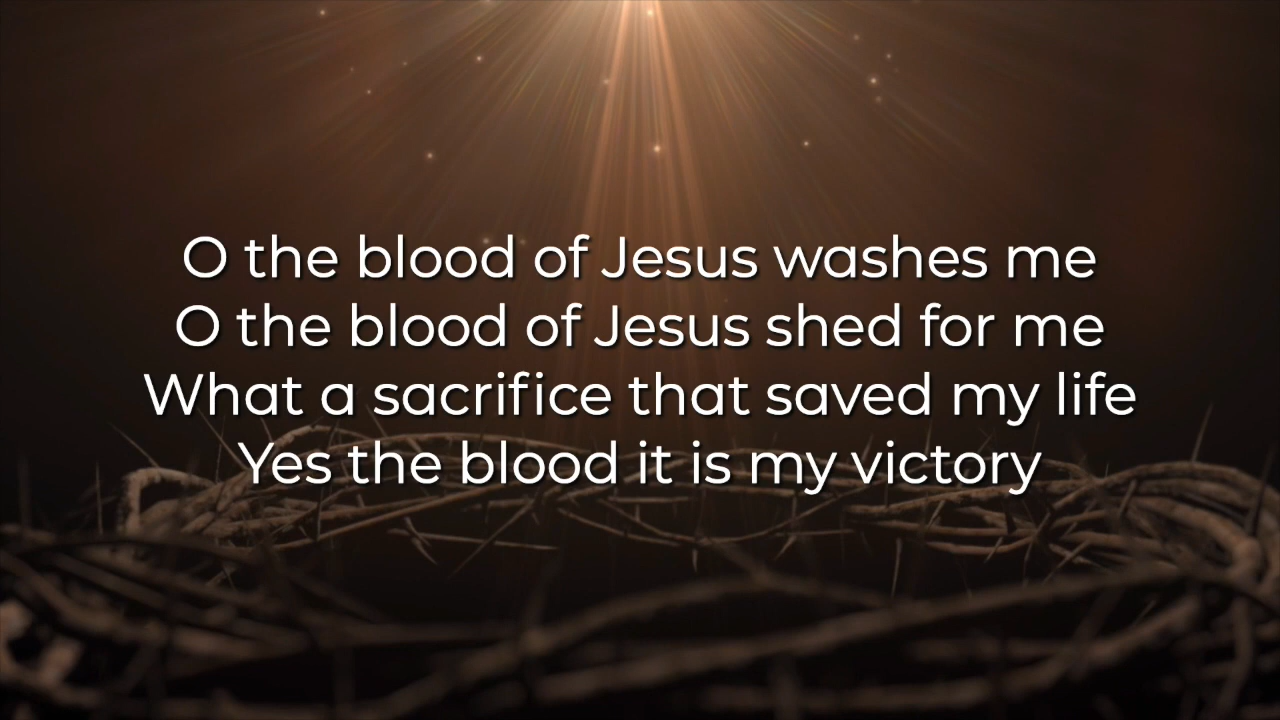 O the blood of Jesus washes me
O the blood of Jesus shed for me
What a sacrifice that saved my life
Yes the blood it is my victory